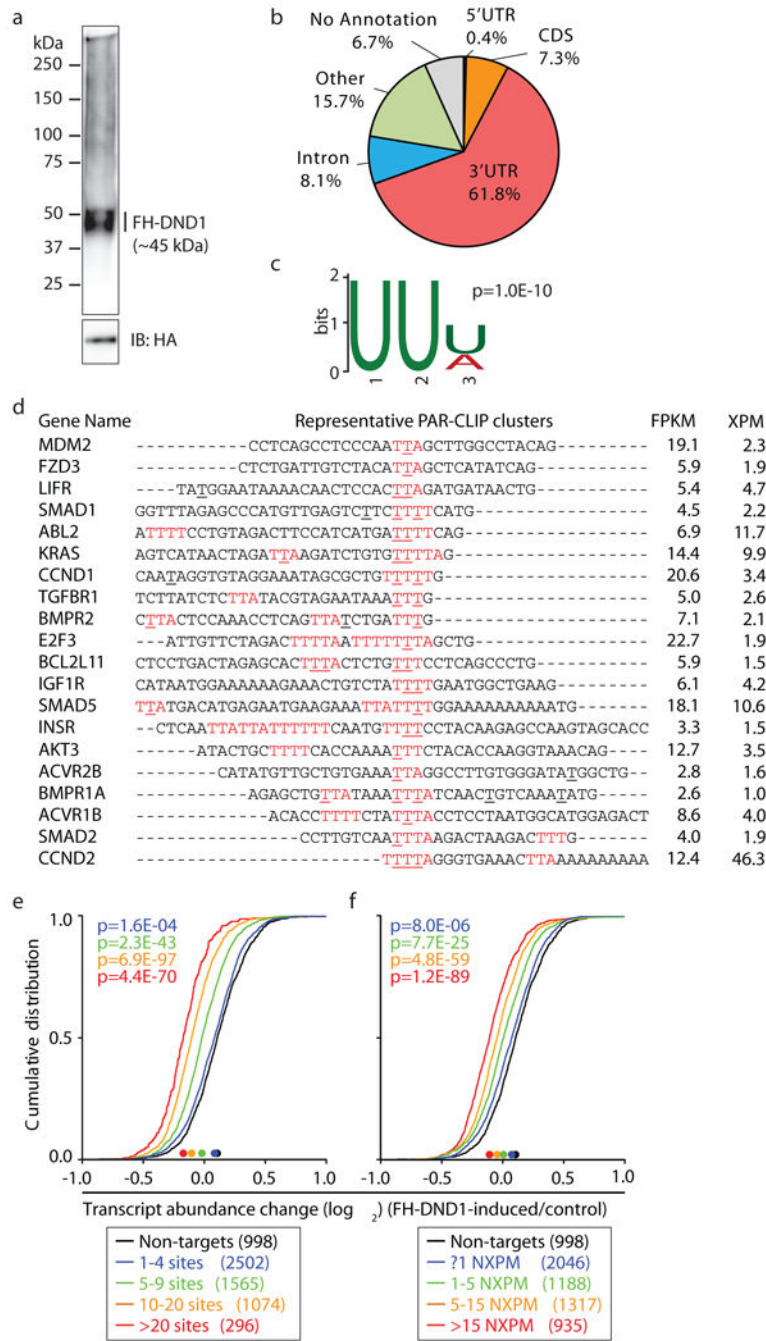 a
kDa
250
150
100
75
50
37
25
FH-DND1
(~45 kDa)
IB: HA
b
No Annotation
6.7%
5'UTR
0.4%
CDS
7.3%
Other
15.7%
Intron
8.1%
3'UTR
61.8%
c
2
1
0
bits
UUU
A
1 2 3
p=1.0E-10
d
Gene Name Representative PAR-CLIP clusters FPKM XPM
MDM2 ------------CCTCAGCCTCCCAATTAGCTTGGCCTACAG---------- 19.1 2.3
FZD3 -----------CTCTGATTGTCTACATTAGCTCATATCAG------------ 5.9 1.9
LIFR ----TATGGAATAAAACAACTCCACTTAGATGATAACTG------------- 5.4 4.7
SMAD1 GGTTTAGAGCCCATGTTGAGTCTTCTTTTCATG------------------- 4.5 2.2
ABL2 ATTTTCCTGTAGACTTCCATCATGATTTTCAG-------------------- 6.9 11.7
KRAS AGTCATAACTAGATTAAGATCTGTGTTTTAG--------------------- 14.4 9.9
CCND1 CAATAGGTGTAGGAAATAGCGCTGTTTTTG---------------------- 20.6 3.4
TGFBR1 TCTTATCTCTTATACGTAGAATAAATTTG----------------------- 5.0 2.6
BMPR2 CTTACTCCAAACCTCAGTTATCTGATTTG----------------------- 7.1 2.1
E2F3 ---ATTGTTCTAGACTTTTAATTTTTTTTAGCTG------------------ 22.7 1.9
BCL2L11 CTCCTGACTAGAGCACTTTACTCTGTTTCCTCAGCCCTG------------- 5.9 1.5
IGF1R CATAATGGAAAAAAGAAACTGTCTATTTTGAATGGCTGAAG----------- 6.1 4.2
SMAD5 TTATGACATGAGAATGAAGAAATTATTTTGGAAAAAAAAAAATG-------- 18.1 10.6
INSR --CTCAATTATTATTTTTTCAATGTTTTCCTACAAGAGCCAAGTAGCACC 3.3 1.5
AKT3 ------ATACTGCTTTTCACCAAAATTTCTACACCAAGGTAAACAG------ 12.7 3.5
ACVR2B --------CATATGTTGCTGTGAAATTAGGCCTTGTGGGATATGGCTG--- 2.8 1.6
BMPR1A -----------AGAGCTGTTATAAATTTATCAACTGTCAAATATG------- 2.6 1.0
ACVR1B -------------ACACCTTTTCTATTTACCTCCTAATGGCATGGAGACT 8.6 4.0
SMAD2 ----------------CCTTGTCAATTTAAGACTAAGACTTTG--------- 4.0 1.9
CCND2 ------------------------TTTTAGGGTGAAACTTAAAAAAAAAA 12.4 46.3
e
p=1.6E-04
p=2.3E-43
p=6.9E-97
p=4.4E-70
1.0
0.5
0.0
Cumulative distribution
-1.0 -0.5 0.0 0.5 1.0
f
p=8.0E-06
p=7.7E-25
p=4.8E-59
p=1.2E-89
-1.0 -0.5 0.0 0.5 1.0
Transcript abundance change (log 2) (FH-DND1-induced/control)
Non-targets (998)
1-4 sites (2502)
5-9 sites (1565)
10-20 sites (1074)
>20 sites (296)
Non-targets (998)
?1 NXPM (2046)
1-5 NXPM (1188)
5-15 NXPM (1317)
>15 NXPM (935)